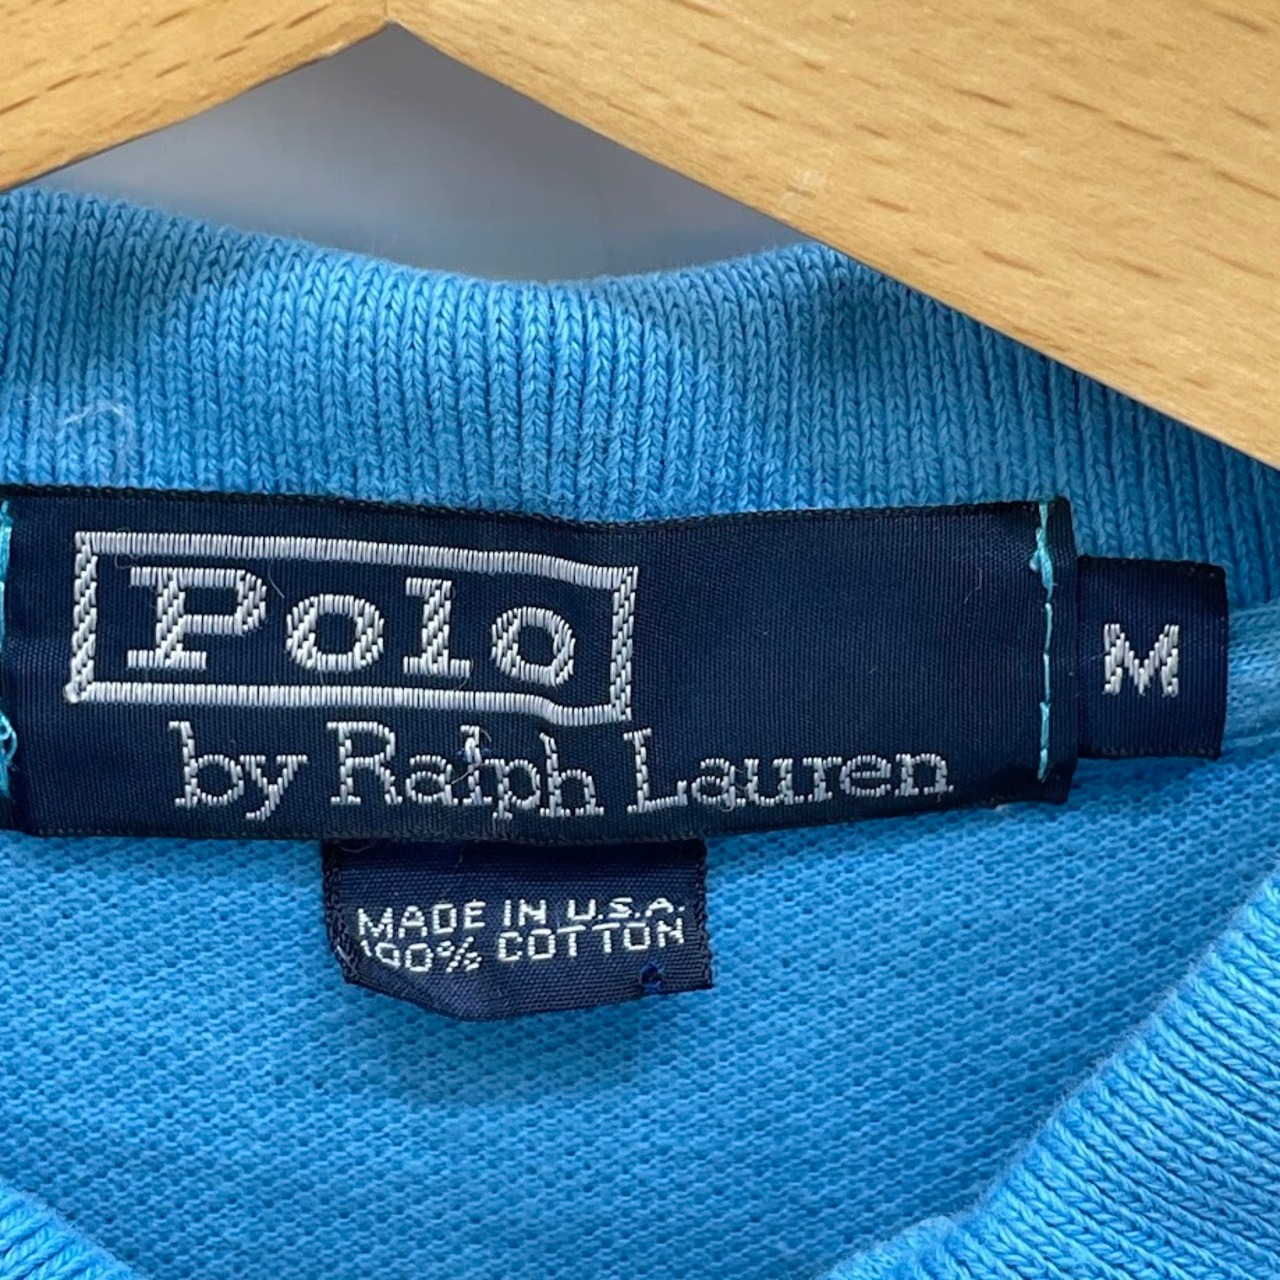 Polo
by Ralph Lauren
M
MADE IN U.S.A.
100% COTTON